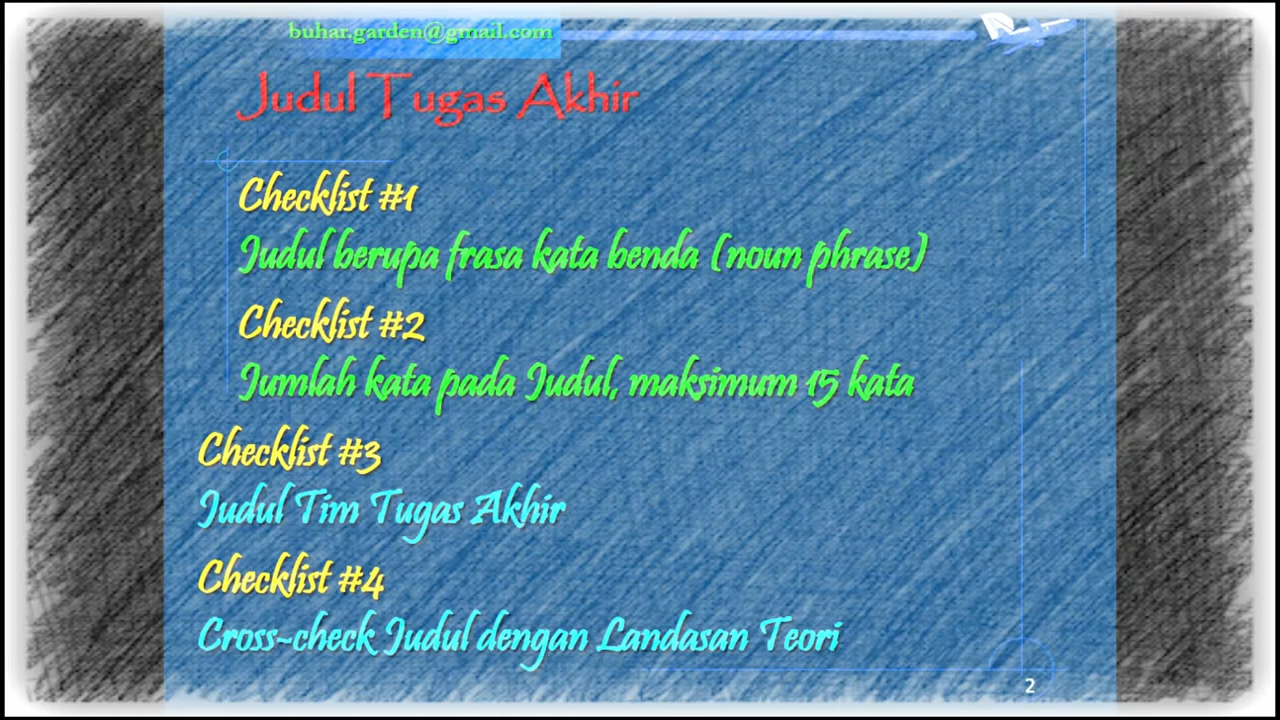 buhar.garden@gmail.com
Judul Tugas Akhir
Checklist #1
Judul berupa frasa kata benda (noun phrase)
Checklist #2
Jumlah kata pada Judul, maksimum 15 kata
Checklist #3
Judul Tim Tugas Akhir
Checklist #4
Cross-check Judul dengan Landasan Teori
2